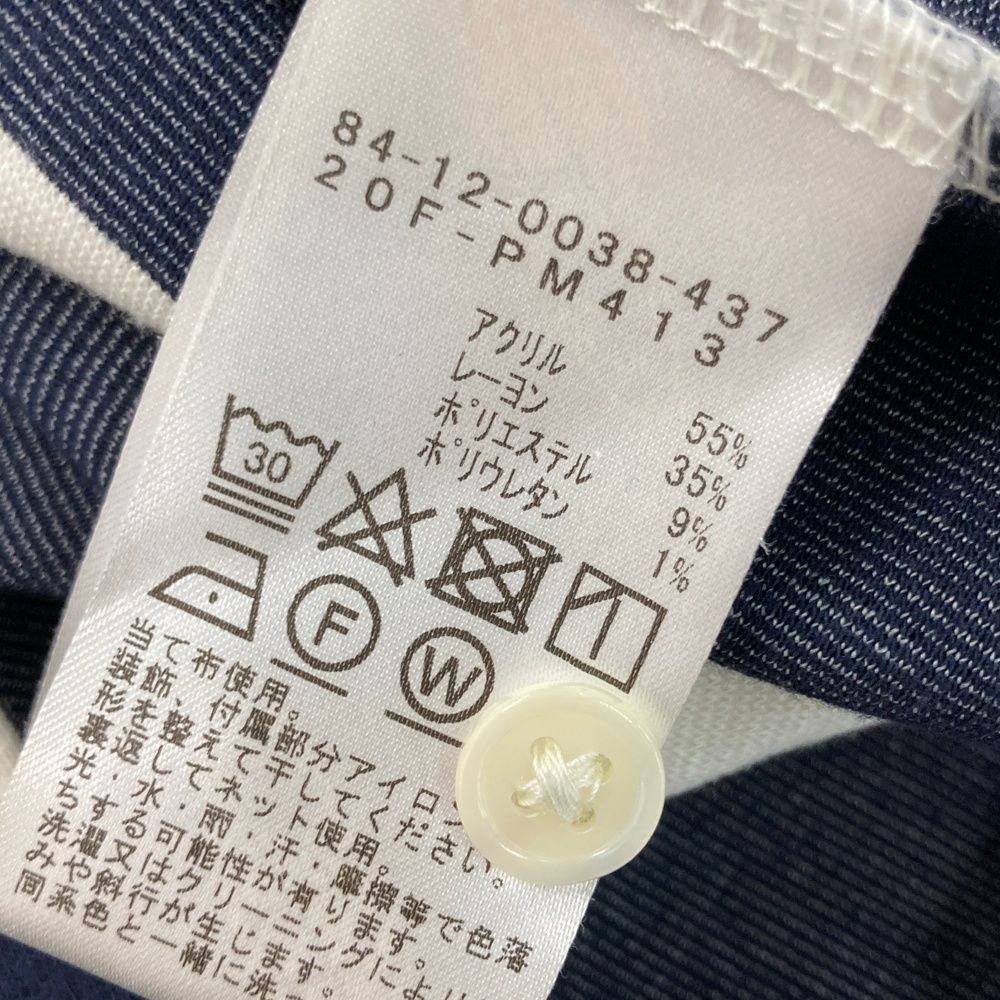 84-12-0038-437
20F-PM413
アクリル 55%
レーヨン 35%
ポリエステル 9%
ポリウレタン 1%
30
F
W
当て布使用。
装飾、付属部分アイロン
形を整えて干してください。
裏返してネット使用。
光・水・雨・汗・摩擦等で色落
ちする可能性が有ります。
洗濯又はクリーニングにより
みや斜行が生じます。
同系色と一緒に洗っ